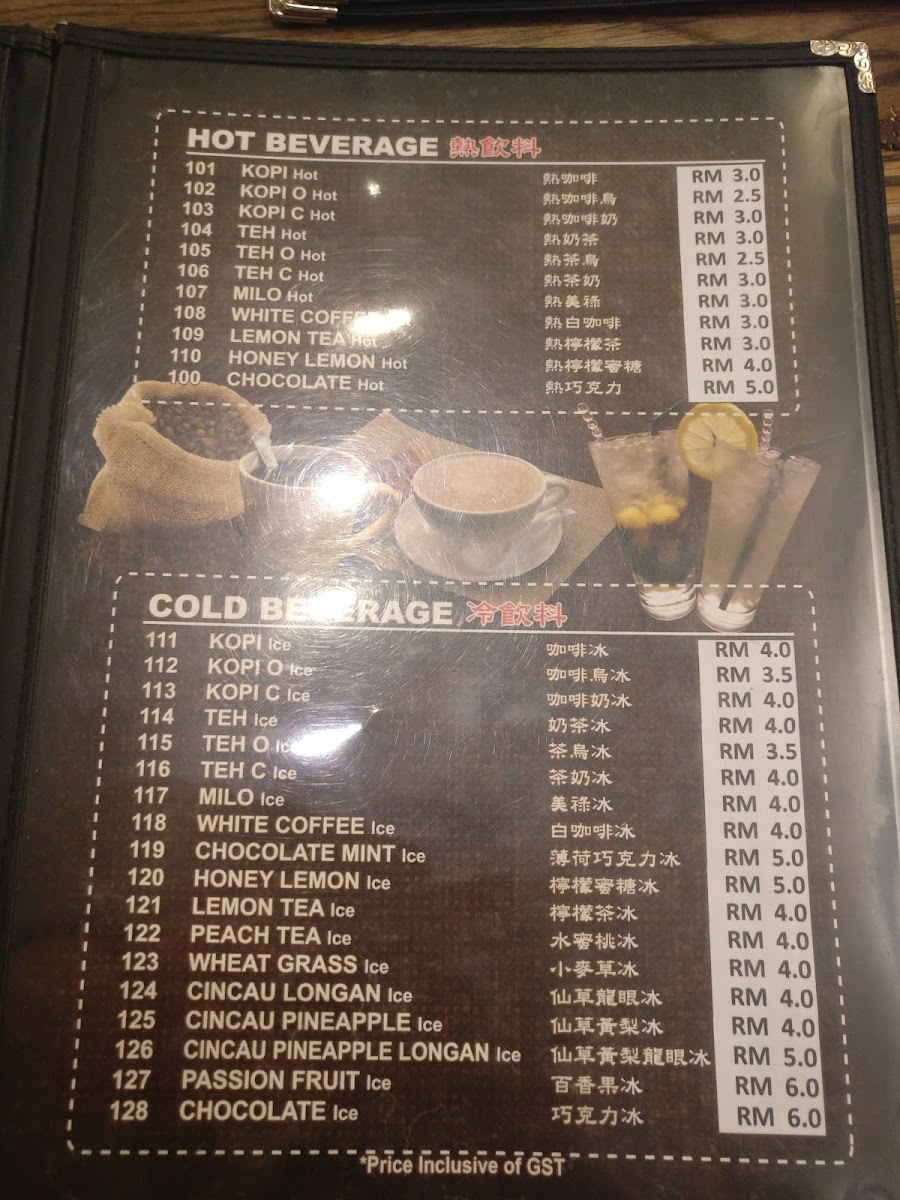 HOT BEVERAGE 熱飲料
101 KOPI Hot 熱咖啡 RM 3.0
102 KOPI O Hot 熱咖啡烏 RM 2.5
103 KOPI C Hot 熱咖啡奶 RM 3.0
104 TEH Hot 熱奶茶 RM 3.0
105 TEH O Hot 熱茶烏 RM 2.5
106 TEH C Hot 熱茶奶 RM 3.0
107 MILO Hot 熱美祿 RM 3.0
108 WHITE COFFEE 熱白咖啡 RM 3.0
109 LEMON TEA Hot 熱檸檬茶 RM 3.0
110 HONEY LEMON Hot 熱檸檬蜜糖 RM 4.0
100 CHOCOLATE Hot 熱巧克力 RM 5.0
COLD BEVERAGE 冷飲料
111 KOPI Ice 咖啡冰 RM 4.0
112 KOPI O Ice 咖啡烏冰 RM 3.5
113 KOPI C Ice 咖啡奶冰 RM 4.0
114 TEH Ice 奶茶冰 RM 4.0
115 TEH O Ice 茶烏冰 RM 3.5
116 TEH C Ice 茶奶冰 RM 4.0
117 MILO Ice 美祿冰 RM 4.0
118 WHITE COFFEE Ice 白咖啡冰 RM 4.0
119 CHOCOLATE MINT Ice 薄荷巧克力冰 RM 5.0
120 HONEY LEMON Ice 檸檬蜜糖冰 RM 5.0
121 LEMON TEA Ice 檸檬茶冰 RM 4.0
122 PEACH TEA Ice 水蜜桃冰 RM 4.0
123 WHEAT GRASS Ice 小麥草冰 RM 4.0
124 CINCAU LONGAN Ice 仙草龍眼冰 RM 4.0
125 CINCAU PINEAPPLE Ice 仙草黃梨冰 RM 4.0
126 CINCAU PINEAPPLE LONGAN Ice 仙草黃梨龍眼冰 RM 5.0
127 PASSION FRUIT Ice 百香果冰 RM 6.0
128 CHOCOLATE Ice 巧克力冰 RM 6.0
*Price Inclusive of GST